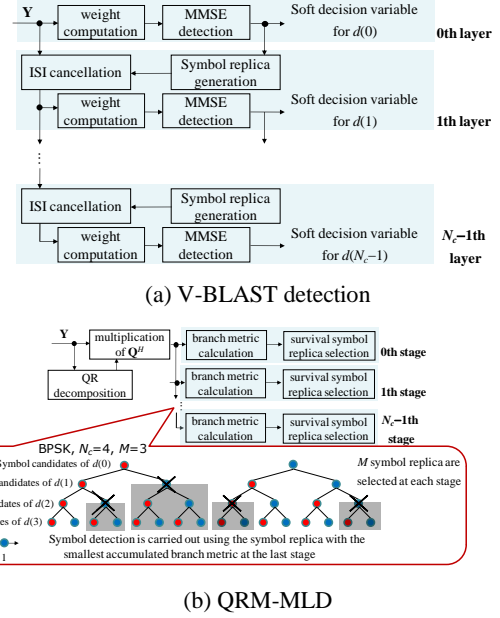 Y
weight computation
MMSE detection
Soft decision variable for d(0)
0th layer
ISI cancellation
Symbol replica generation
weight computation
MMSE detection
Soft decision variable for d(1)
1th layer
⋮
ISI cancellation
Symbol replica generation
weight computation
MMSE detection
Soft decision variable for d(Nc−1)
Nc−1th layer
(a) V-BLAST detection
Y
multiplication of Q^H
QR decomposition
branch metric calculation
survival symbol replica selection
0th stage
branch metric calculation
survival symbol replica selection
1th stage
⋮
branch metric calculation
survival symbol replica selection
Nc−1th stage
BPSK, Nc=4, M=3
Symbol candidates of d(0)
candidates of d(1)
dates of d(2)
es of d(3)
1
M symbol replica are
selected at each stage
Symbol detection is carried out using the symbol replica with the
smallest accumulated branch metric at the last stage
(b) QRM-MLD